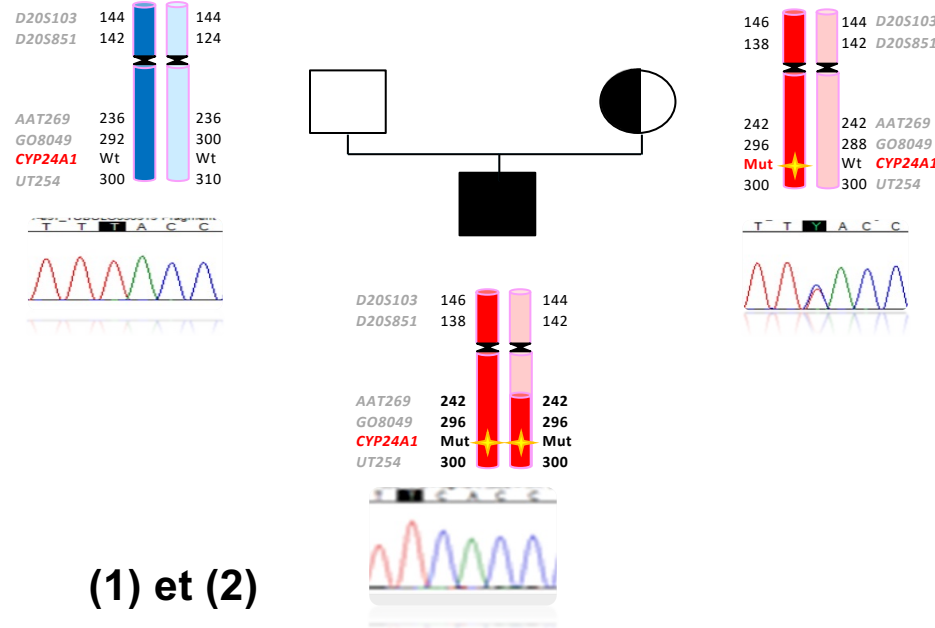 D20S103 144 144
D20S851 142 124
AAT269 236 236
GO8049 292 300
CYP24A1 Wt Wt
UT254 300 310
T T T A C C
146 144 D20S103
138 142 D20S851
242 242 AAT269
296 288 GO8049
Mut Wt CYP24A1
300 300 UT254
T T Y A C C
D20S103 146 144
D20S851 138 142
AAT269 242 242
GO8049 296 296
CYP24A1 Mut Mut
UT254 300 300
T T C A C C
(1) et (2)